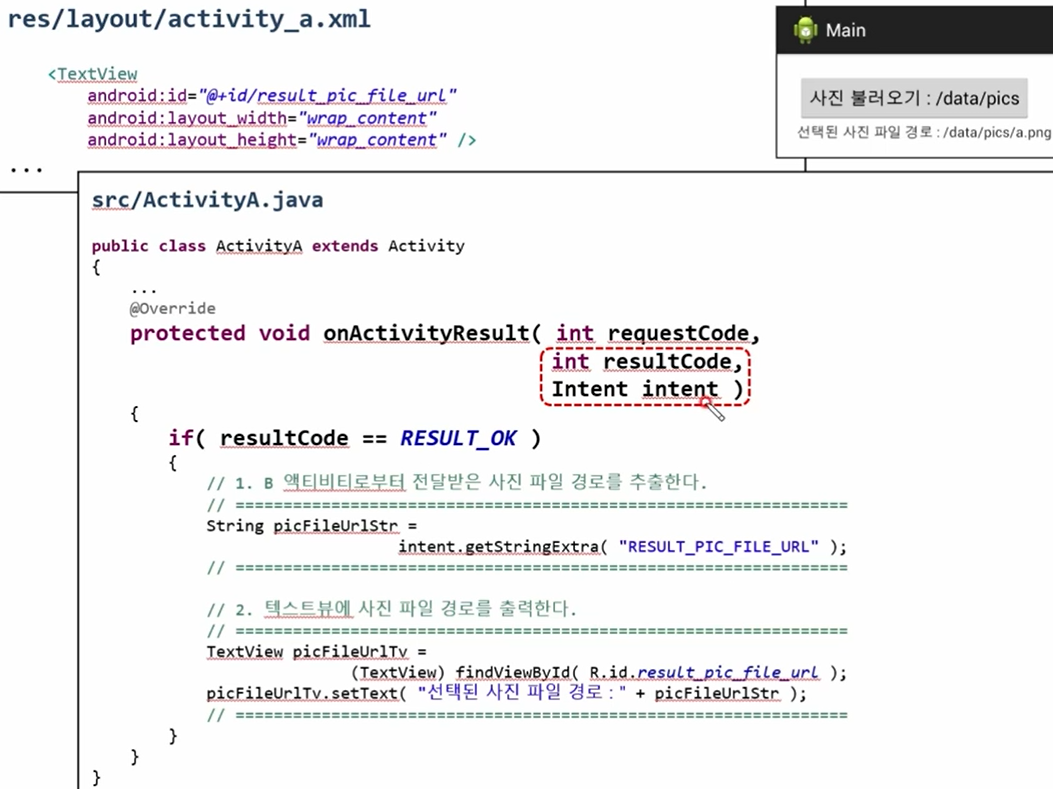 res/layout/activity_a.xml
<TextView
android:id="@+id/result_pic_file_url"
android:layout_width="wrap_content"
android:layout_height="wrap_content" />
...
Main
사진 불러오기 : /data/pics
선택된 사진 파일 경로 : /data/pics/a.png
src/ActivityA.java
public class ActivityA extends Activity
{
...
@Override
protected void onActivityResult( int requestCode,
int resultCode,
Intent intent )
{
if( resultCode == RESULT_OK )
{
// 1. B 액티비티로부터 전달받은 사진 파일 경로를 추출한다.
// ================================================================
String picFileUrlStr =
intent.getStringExtra( "RESULT_PIC_FILE_URL" );
// ================================================================
// 2. 텍스트뷰에 사진 파일 경로를 출력한다.
// ================================================================
TextView picFileUrlTv =
(TextView) findViewById( R.id.result_pic_file_url );
picFileUrlTv.setText( "선택된 사진 파일 경로 : " + picFileUrlStr );
// ================================================================
}
}
}